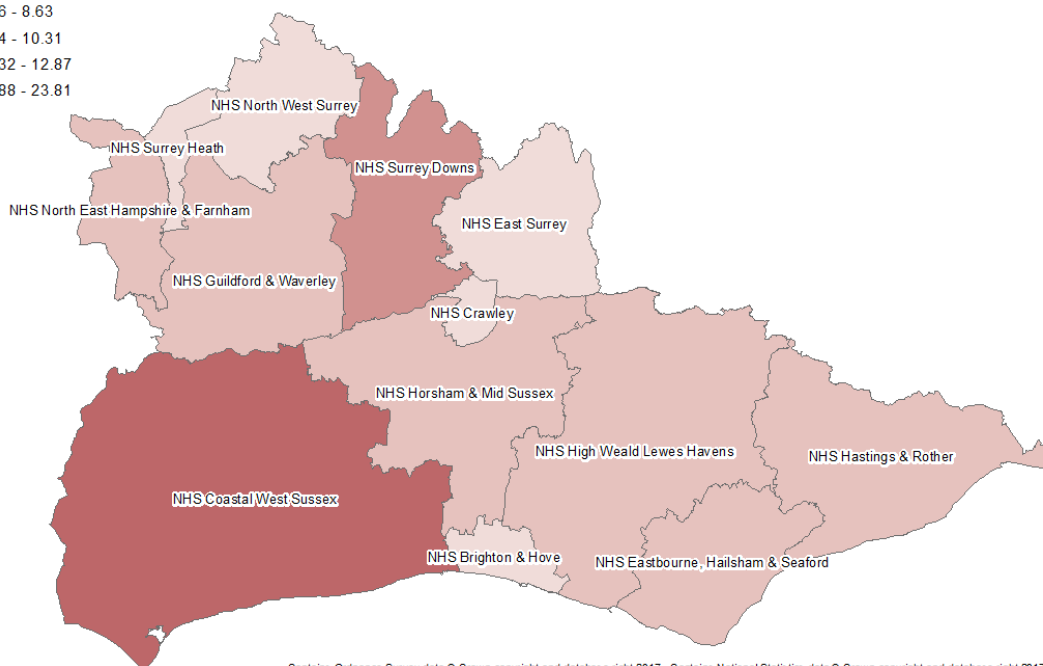 6 - 8.63
4 - 10.31
32 - 12.87
88 - 23.81
NHS North West Surrey
NHS Surrey Heath
NHS Surrey Downs
NHS North East Hampshire & Farnham
NHS East Surrey
NHS Guildford & Waverley
NHS Crawley
NHS Horsham & Mid Sussex
NHS High Weald Lewes Havens
NHS Hastings & Rother
NHS Coastal West Sussex
NHS Brighton & Hove
NHS Eastbourne, Hailsham & Seaford